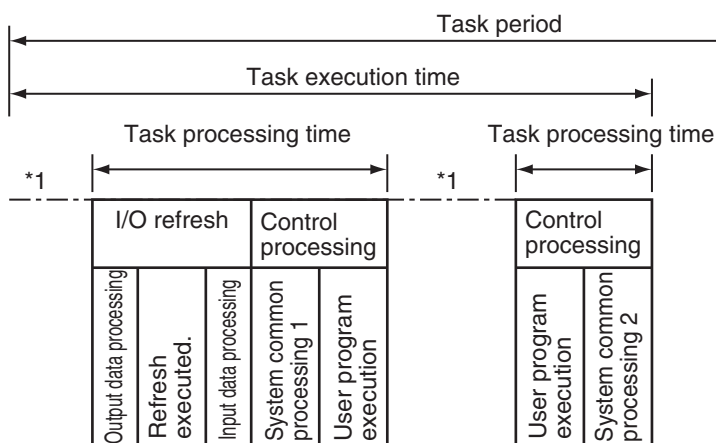 Task period
Task execution time
Task processing time
Task processing time
*1
*1
I/O refresh
Control
processing
Control
processing
Output data processing
Refresh
executed.
Input data processing
System common
processing 1
User program
execution
User program
execution
System common
processing 2